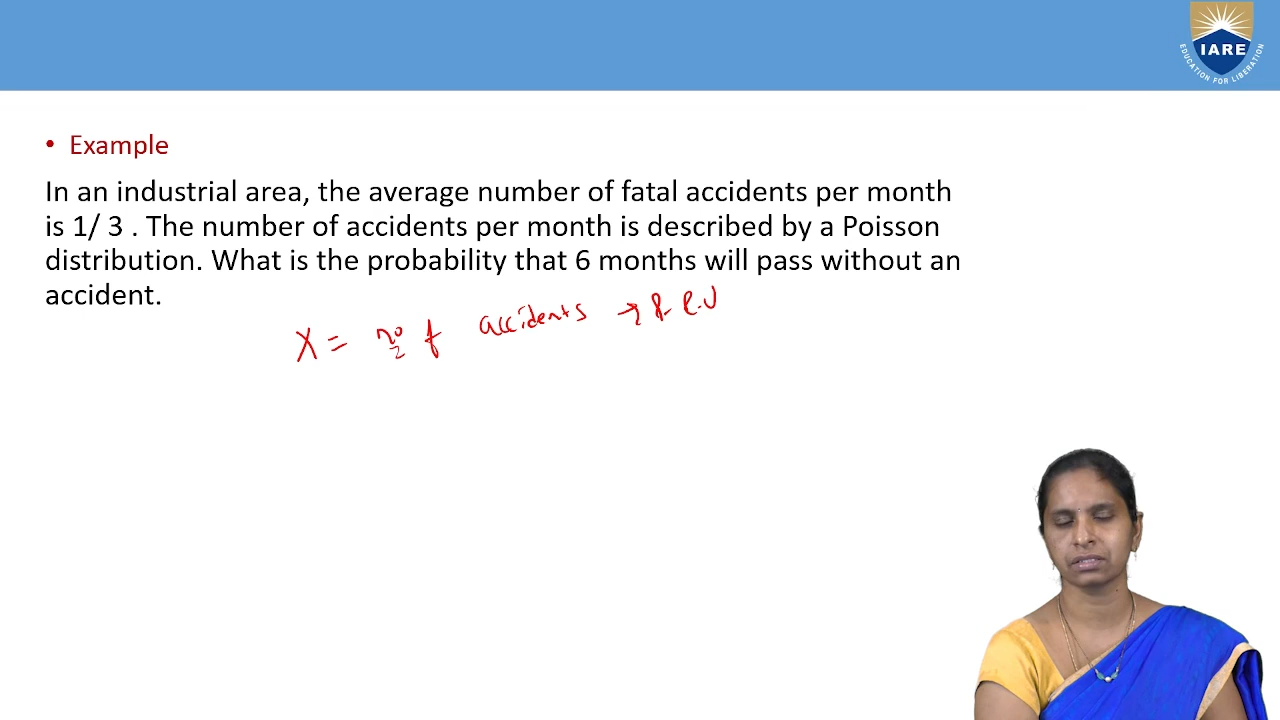 IARE
EDUCATION FOR LIBERATION
• Example
In an industrial area, the average number of fatal accidents per month
is 1/ 3 . The number of accidents per month is described by a Poisson
distribution. What is the probability that 6 months will pass without an
accident.
X = no of accidents → P. R.V